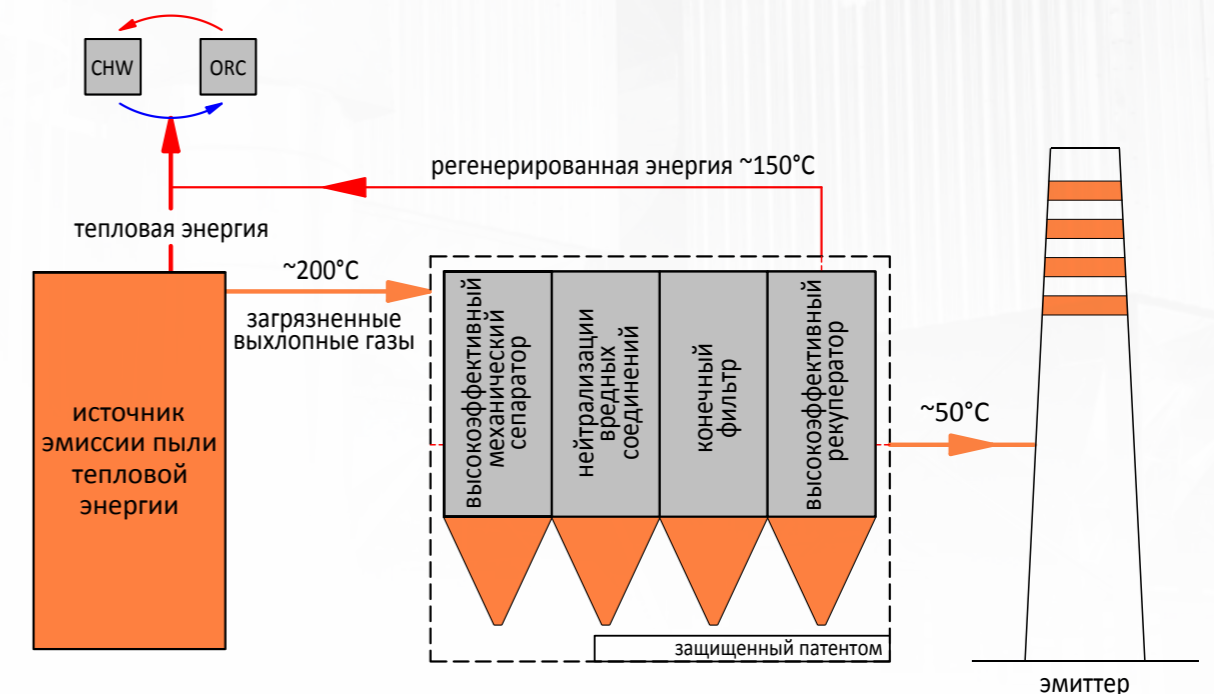 CHW
ORC
регенерированная энергия ~150°C
тепловая энергия
~200°C
загрязненные
выхлопные газы
источник
эмиссии пыли
тепловой
энергии
высокоэффективный
механический
сепаратор
нейтрализации
вредных
соединений
конечный
фильтр
высокоэффективный
рекуператор
~50°C
защищенный патентом
эмиттер